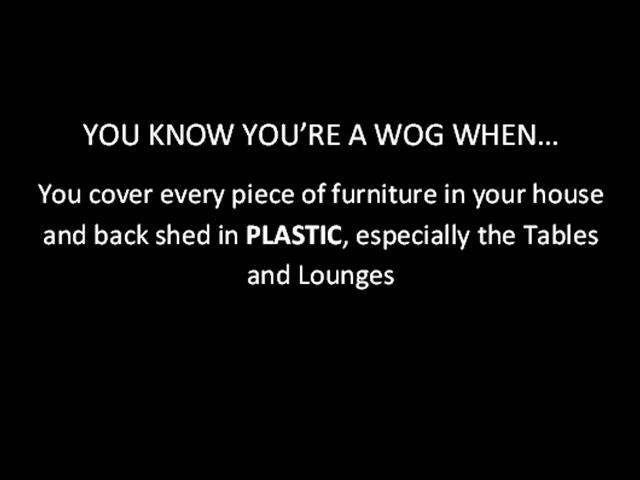 YOU KNOW YOU’RE A WOG WHEN...
You cover every piece of furniture in your house
and back shed in PLASTIC, especially the Tables
and Lounges